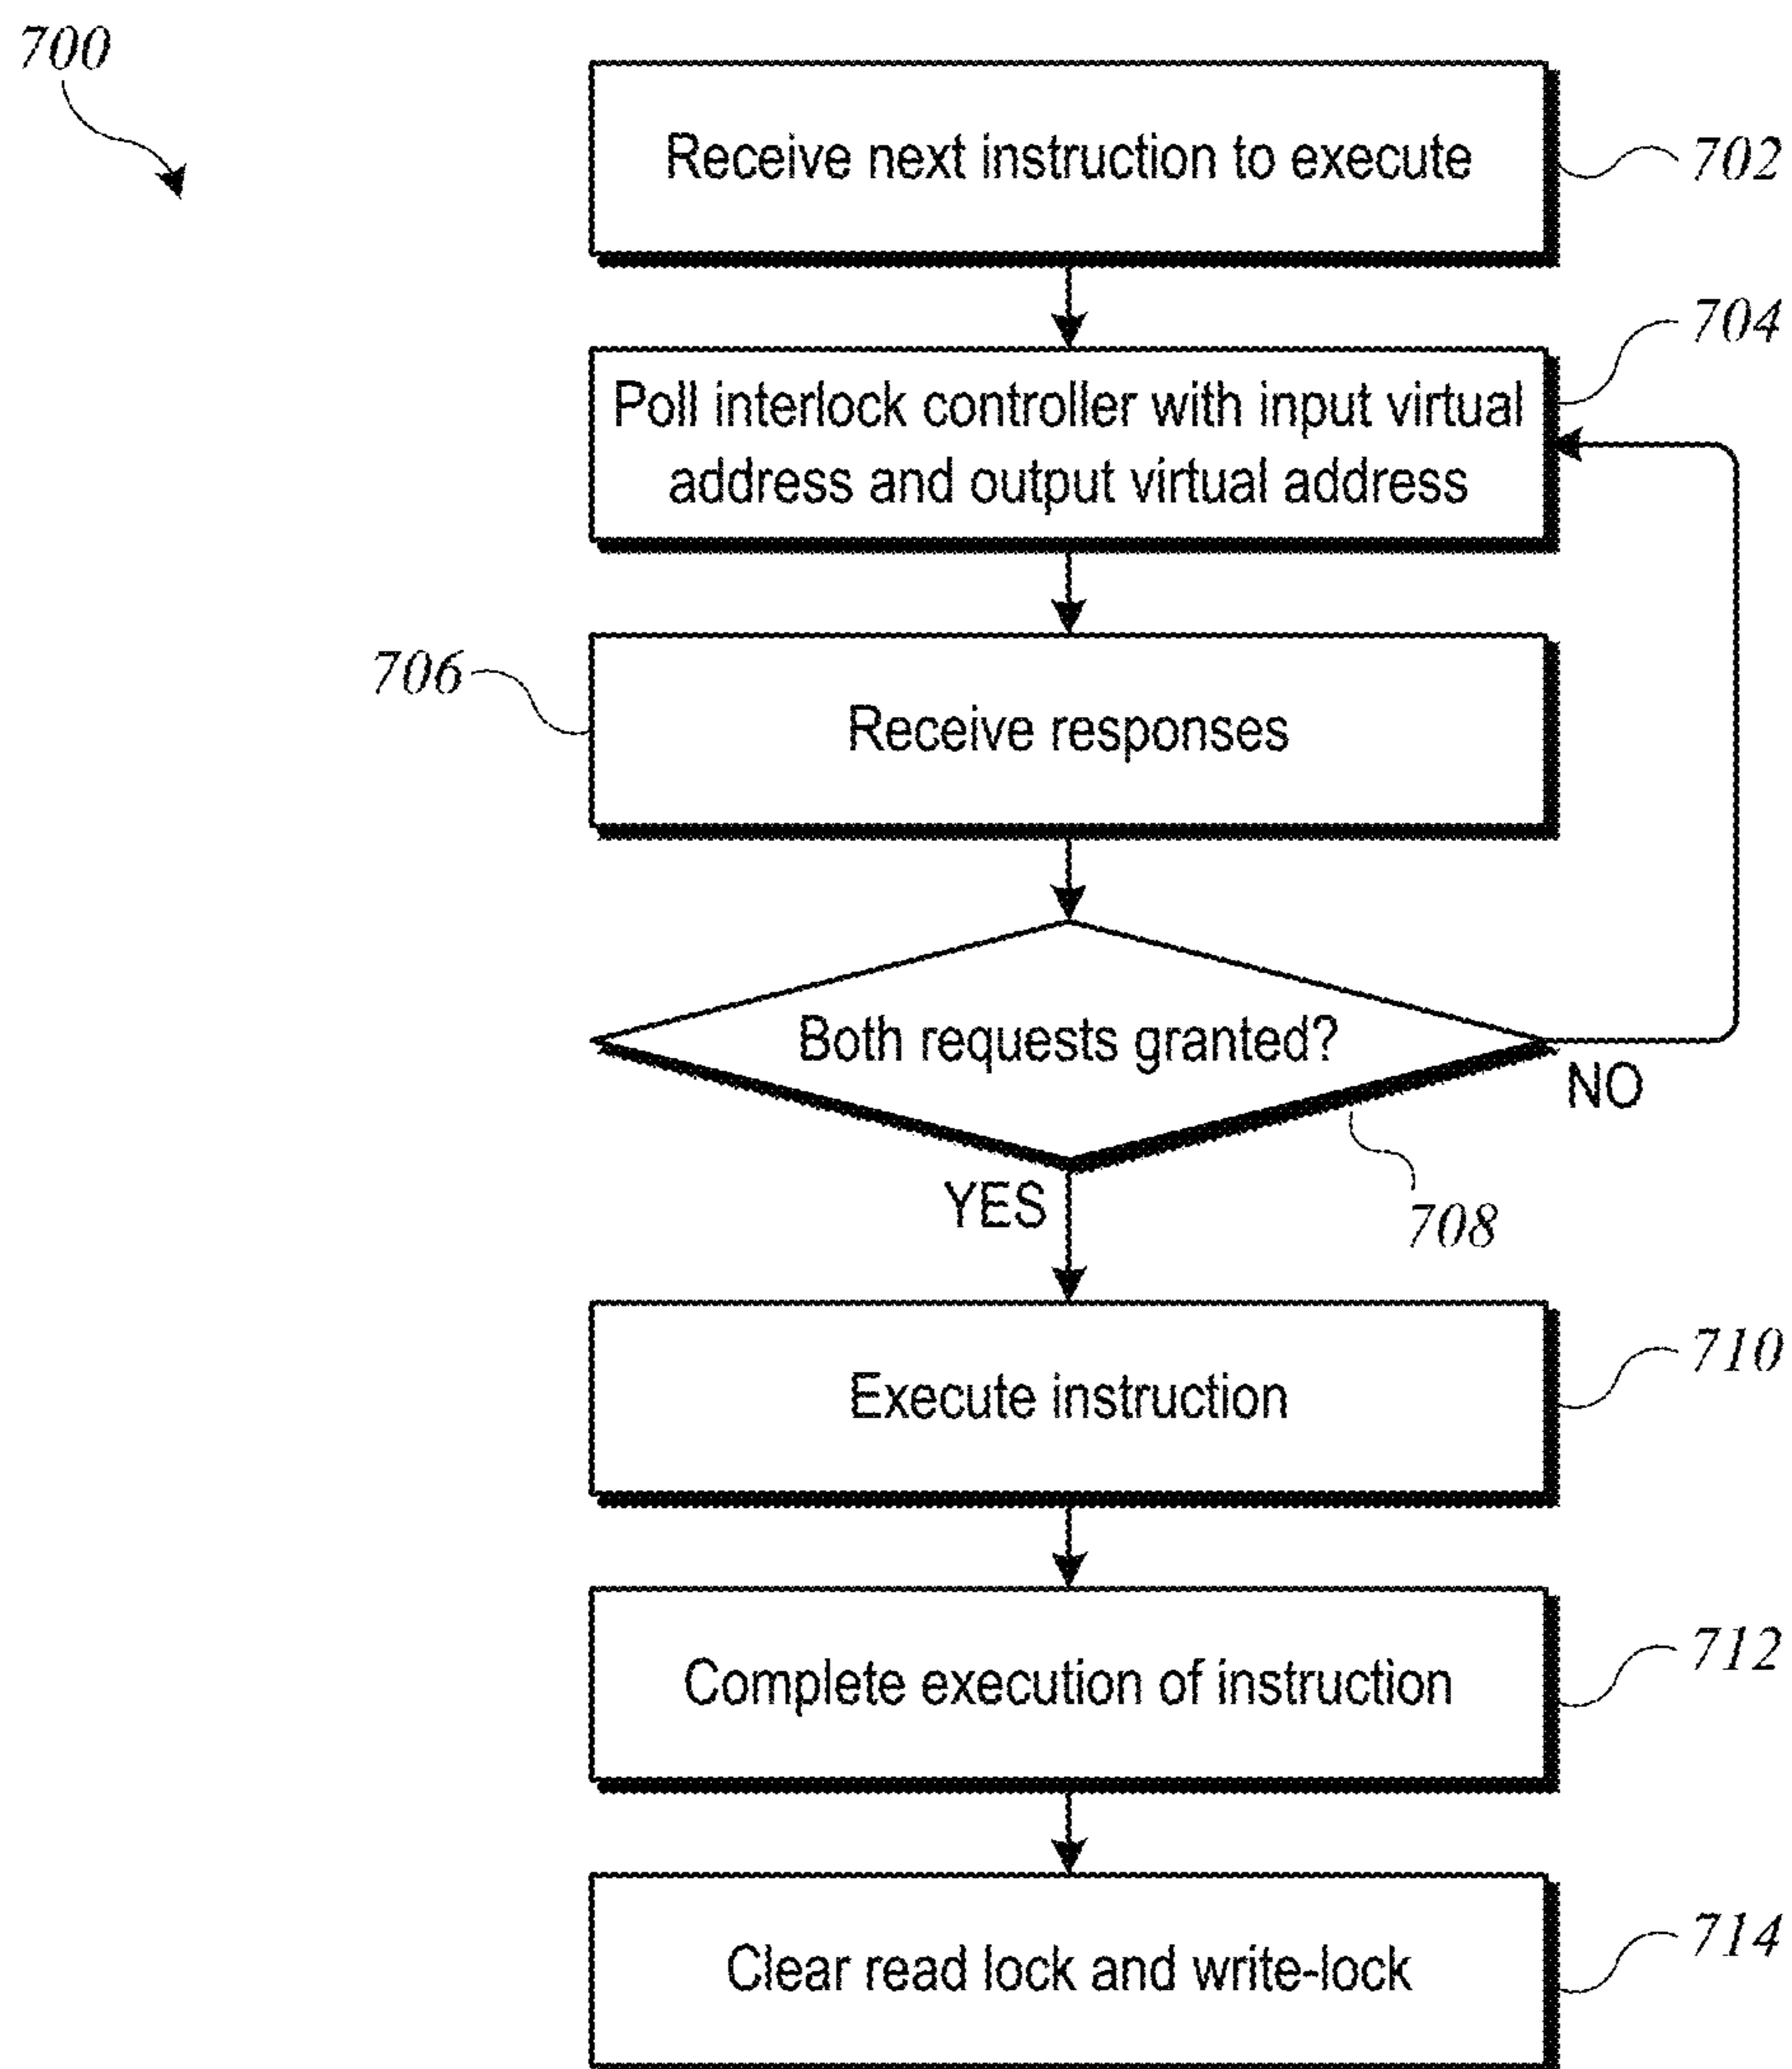 700
Receive next instruction to execute
702
Poll interlock controller with input virtual
address and output virtual address
704
Receive responses
706
Both requests granted?
NO
YES
708
Execute instruction
710
Complete execution of instruction
712
Clear read lock and write-lock
714